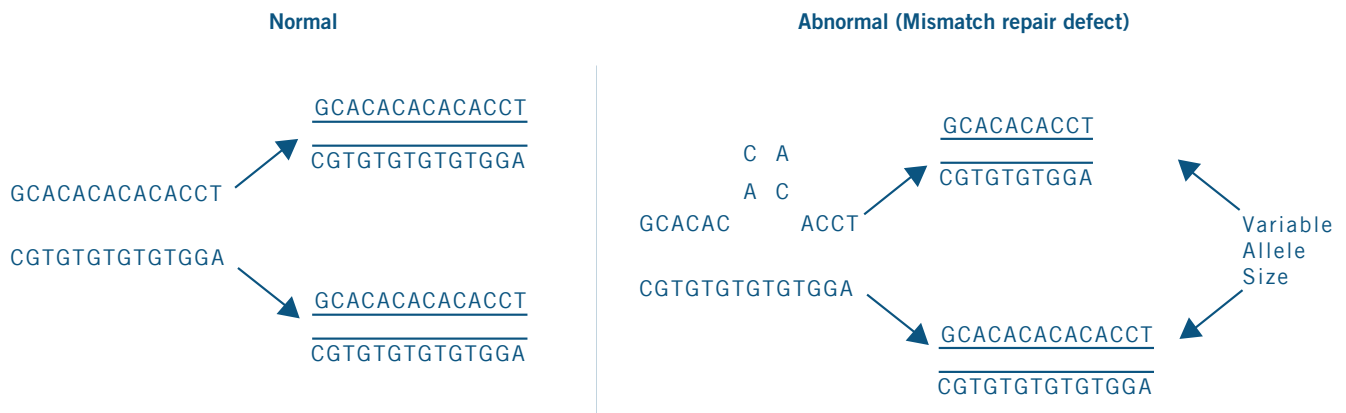 Normal
GCACACACACACCT
CGTGTGTGTGTGGA
GCACACACACACCT
CGTGTGTGTGTGGA
GCACACACACACCT
CGTGTGTGTGTGGA
Abnormal (Mismatch repair defect)
C A
A C
GCACAC ACCT
CGTGTGTGTGTGGA
GCACACACCT
CGTGTGTGGA
GCACACACACACCT
CGTGTGTGTGTGGA
Variable
Allele
Size